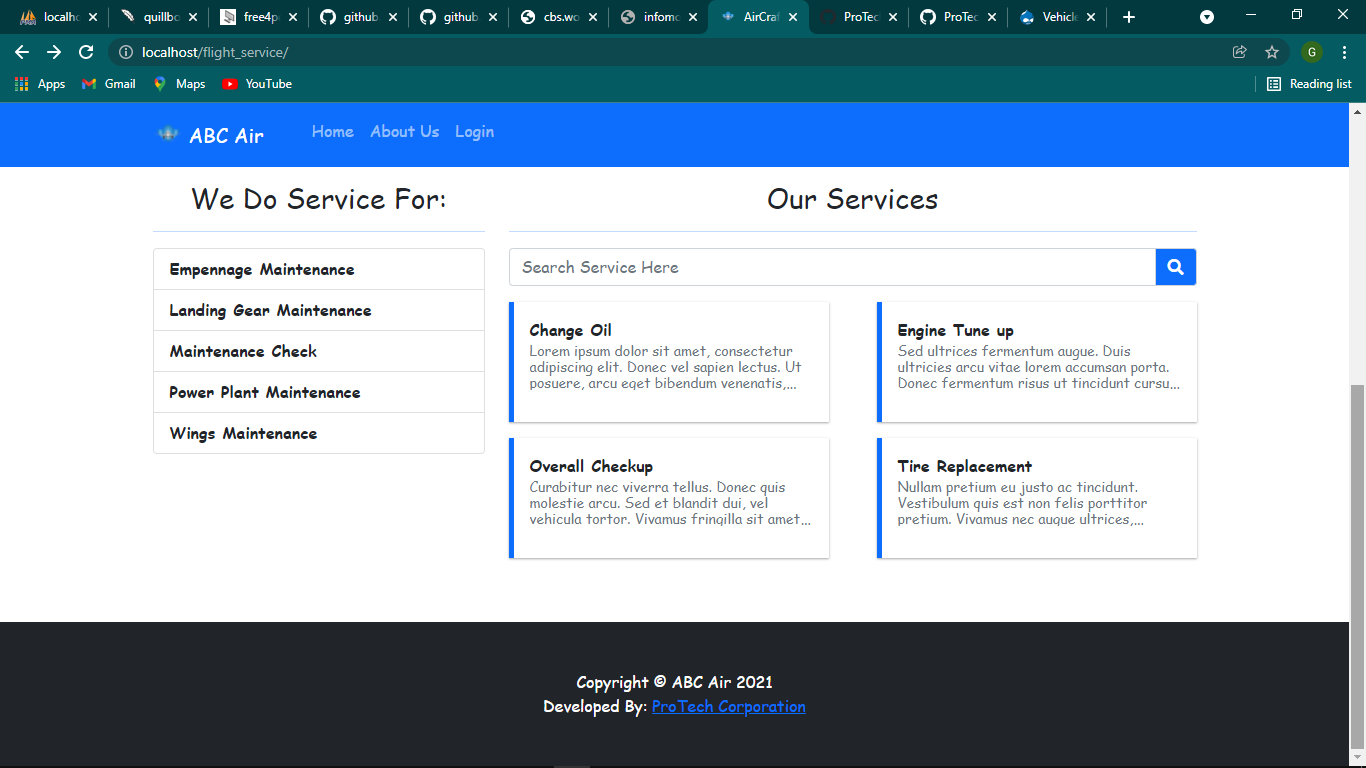 localho
quillbo
free4pe
github
github
cbs.wo
infomo
AirCraf
ProTec
ProTec
Vehicle
localhost/flight_service/
G
Apps
Gmail
Maps
YouTube
Reading list
ABC Air
Home
About Us
Login
We Do Service For:
Empennage Maintenance
Landing Gear Maintenance
Maintenance Check
Power Plant Maintenance
Wings Maintenance
Our Services
Search Service Here
Change Oil
Lorem ipsum dolor sit amet, consectetur
adipiscing elit. Donec vel sapien lectus. Ut
posuere, arcu eget bibendum venenatis,...
Engine Tune up
Sed ultrices fermentum augue. Duis
ultricies arcu vitae lorem accumsan porta.
Donec fermentum risus ut tincidunt cursu...
Overall Checkup
Curabitur nec viverra tellus. Donec quis
molestie arcu. Sed et blandit dui, vel
vehicula tortor. Vivamus fringilla sit amet...
Tire Replacement
Nullam pretium eu justo ac tincidunt.
Vestibulum quis est non felis porttitor
pretium. Vivamus nec augue ultrices,...
Copyright © ABC Air 2021
Developed By: ProTech Corporation